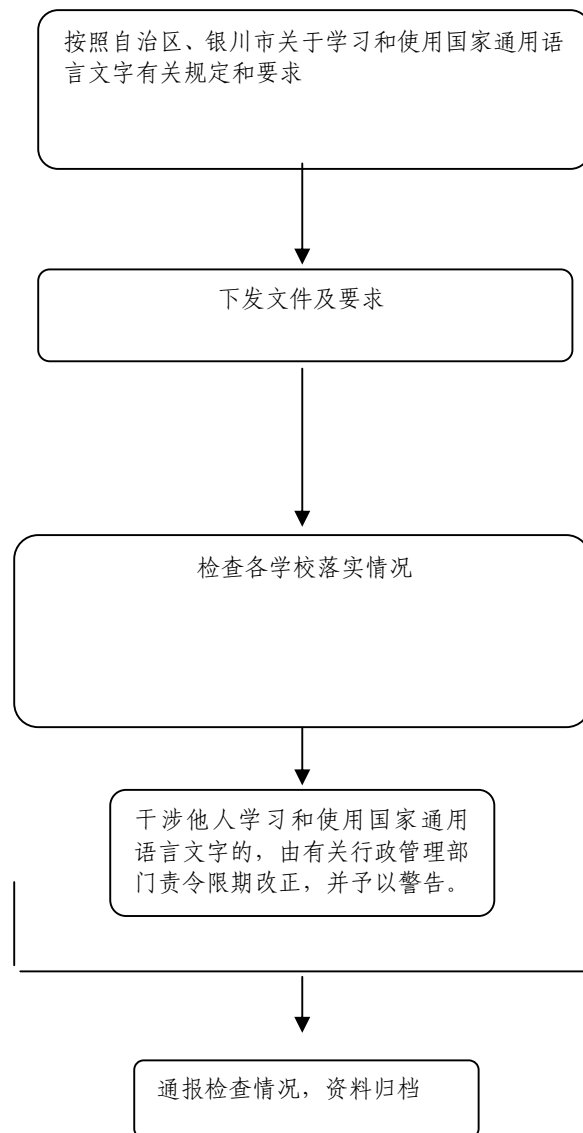 按照自治区、银川市关于学习和使用国家通用语
言文字有关规定和要求
下发文件及要求
检查各学校落实情况
干涉他人学习和使用国家通用
语言文字的，由有关行政管理部
门责令限期改正，并予以警告。
通报检查情况，资料归档